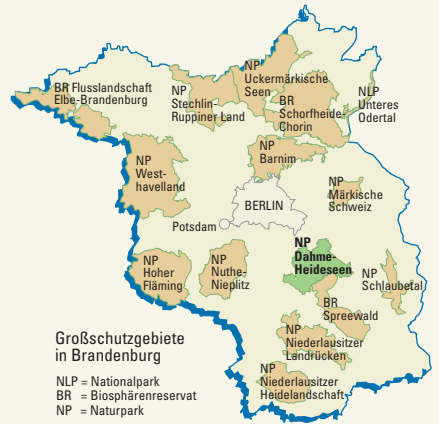 BR Flusslandschaft
Elbe-Brandenburg
NP
Stechlin-
Ruppiner Land
NP
Uckermärkische
Seen
BR
Schorfheide-
Chorin
NLP
Unteres
Odertal
NP
West-
havelland
NP
Barnim
NP
Märkische
Schweiz
BERLIN
Potsdam
NP
Dahme-
Heideseen
NP
Hoher
Fläming
NP
Nuthe-
Nieplitz
NP
Schlaubetal
BR
Spreewald
NP
Niederlausitzer
Landrücken
NP
Niederlausitzer
Heidelandschaft
Großschutzgebiete
in Brandenburg
NLP = Nationalpark
BR = Biosphärenreservat
NP = Naturpark